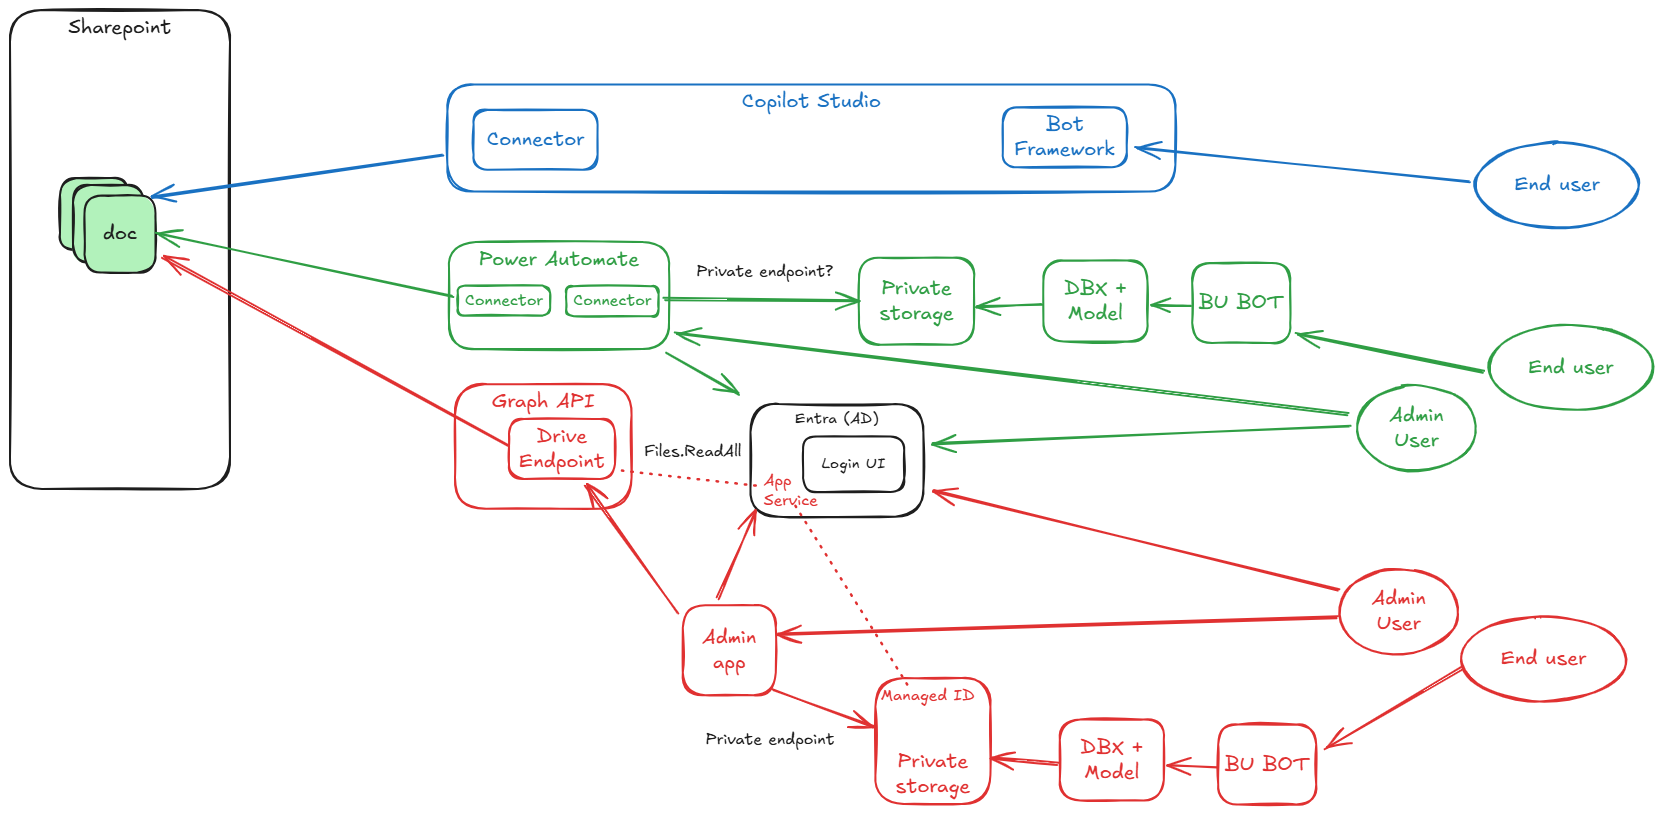 Sharepoint
doc
Copilot Studio
Connector
Bot
Framework
End user
Power Automate
Connector
Connector
Private endpoint?
Private
storage
DBX +
Model
BU BOT
End user
Admin
User
Graph API
Drive
Endpoint
Files.ReadAll
Entra (AD)
Login UI
App
Service
Admin
app
Private endpoint
Managed ID
Private
storage
DBX +
Model
BU BOT
Admin
User
End user